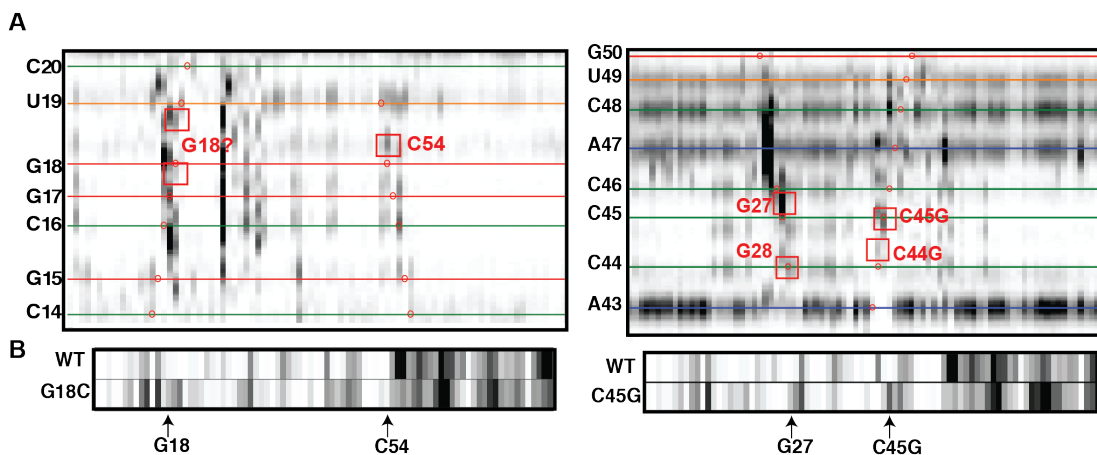 A
C20
U19
G18?
C54
G18
G17
C16
G15
C14
G50
U49
C48
A47
C46
G27
C45
C45G
C44G
G28
C44
A43
B
WT
G18C
G18
C54
WT
C45G
G27
C45G